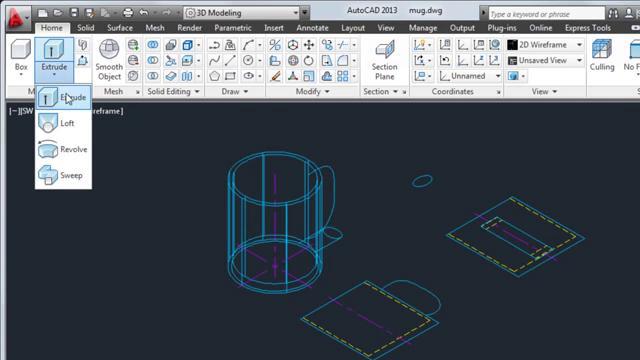 3D Modeling
AutoCAD 2013 mug.dwg
Type a keyword or phrase
Home Solid Surface Mesh Render Parametric Insert Annotate View Manage Output Plug-ins Online Express Tools
Box
Extrude
Smooth
Object
Section
Plane
2D Wireframe
Unsaved View
Unnamed
Culling
No F
Mesh
Solid Editing
Draw
Modify
Section
Coordinates
View
Extrude
Loft
Revolve
Sweep
[−][SW
reframe]